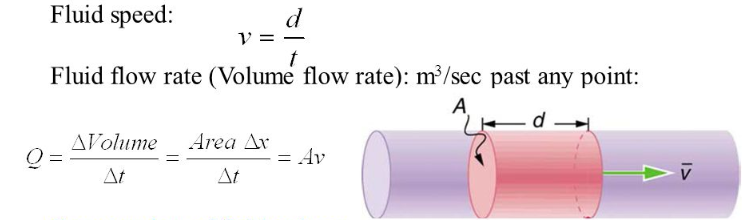 Fluid speed:
v = d/t
Fluid flow rate (Volume flow rate): m³/sec past any point:
Q = ΔVolume/Δt = Area Δx/Δt = Av
A
d
v̄